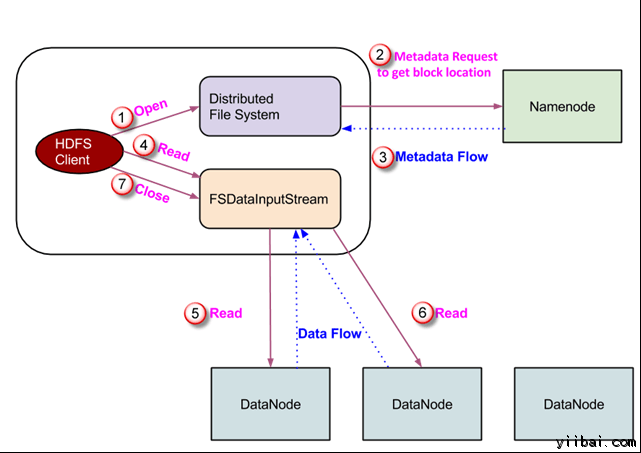 2 Metadata Request
to get block location
Distributed
File System
Namenode
1 Open
HDFS
Client
4 Read
3 Metadata Flow
7 Close
FSDataInputStream
5 Read
6 Read
Data Flow
DataNode
DataNode
DataNode
yiibai.com